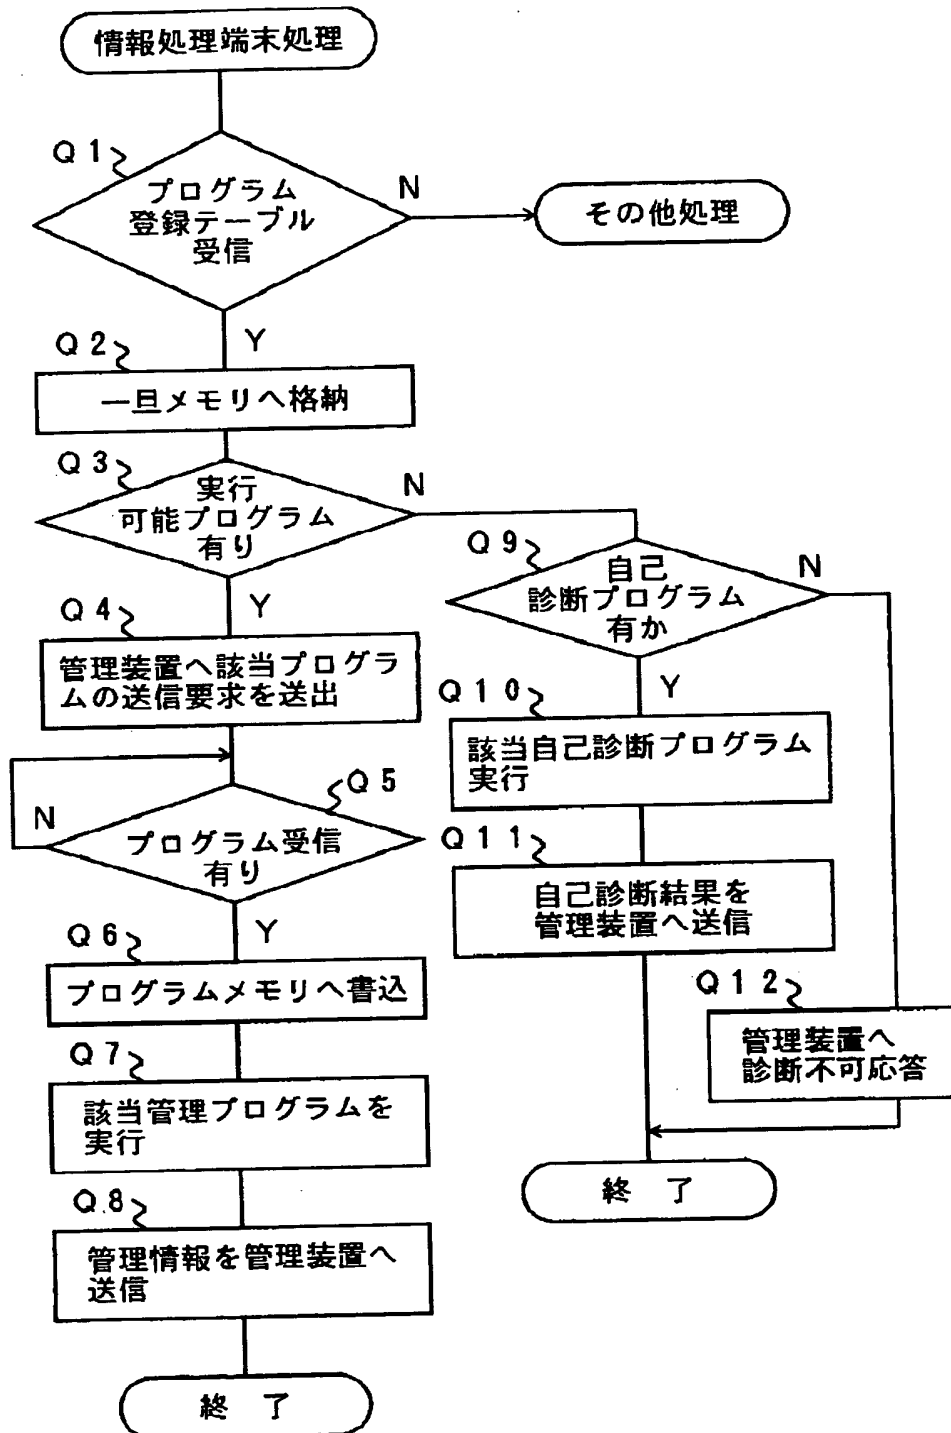 情報処理端末処理
Q1
プログラム
登録テーブル
受信
N
その他処理
Y
Q2
一旦メモリへ格納
Q3
実行
可能プログラム
有り
N
Y
Q4
管理装置へ該当プログラ
ムの送信要求を送出
Q5
プログラム受信
有り
N
Y
Q6
プログラムメモリへ書込
Q7
該当管理プログラムを
実行
Q8
管理情報を管理装置へ
送信
終 了
Q9
自己
診断プログラム
有か
N
Y
Q10
該当自己診断プログラム
実行
Q11
自己診断結果を
管理装置へ送信
Q12
管理装置へ
診断不可応答
終 了